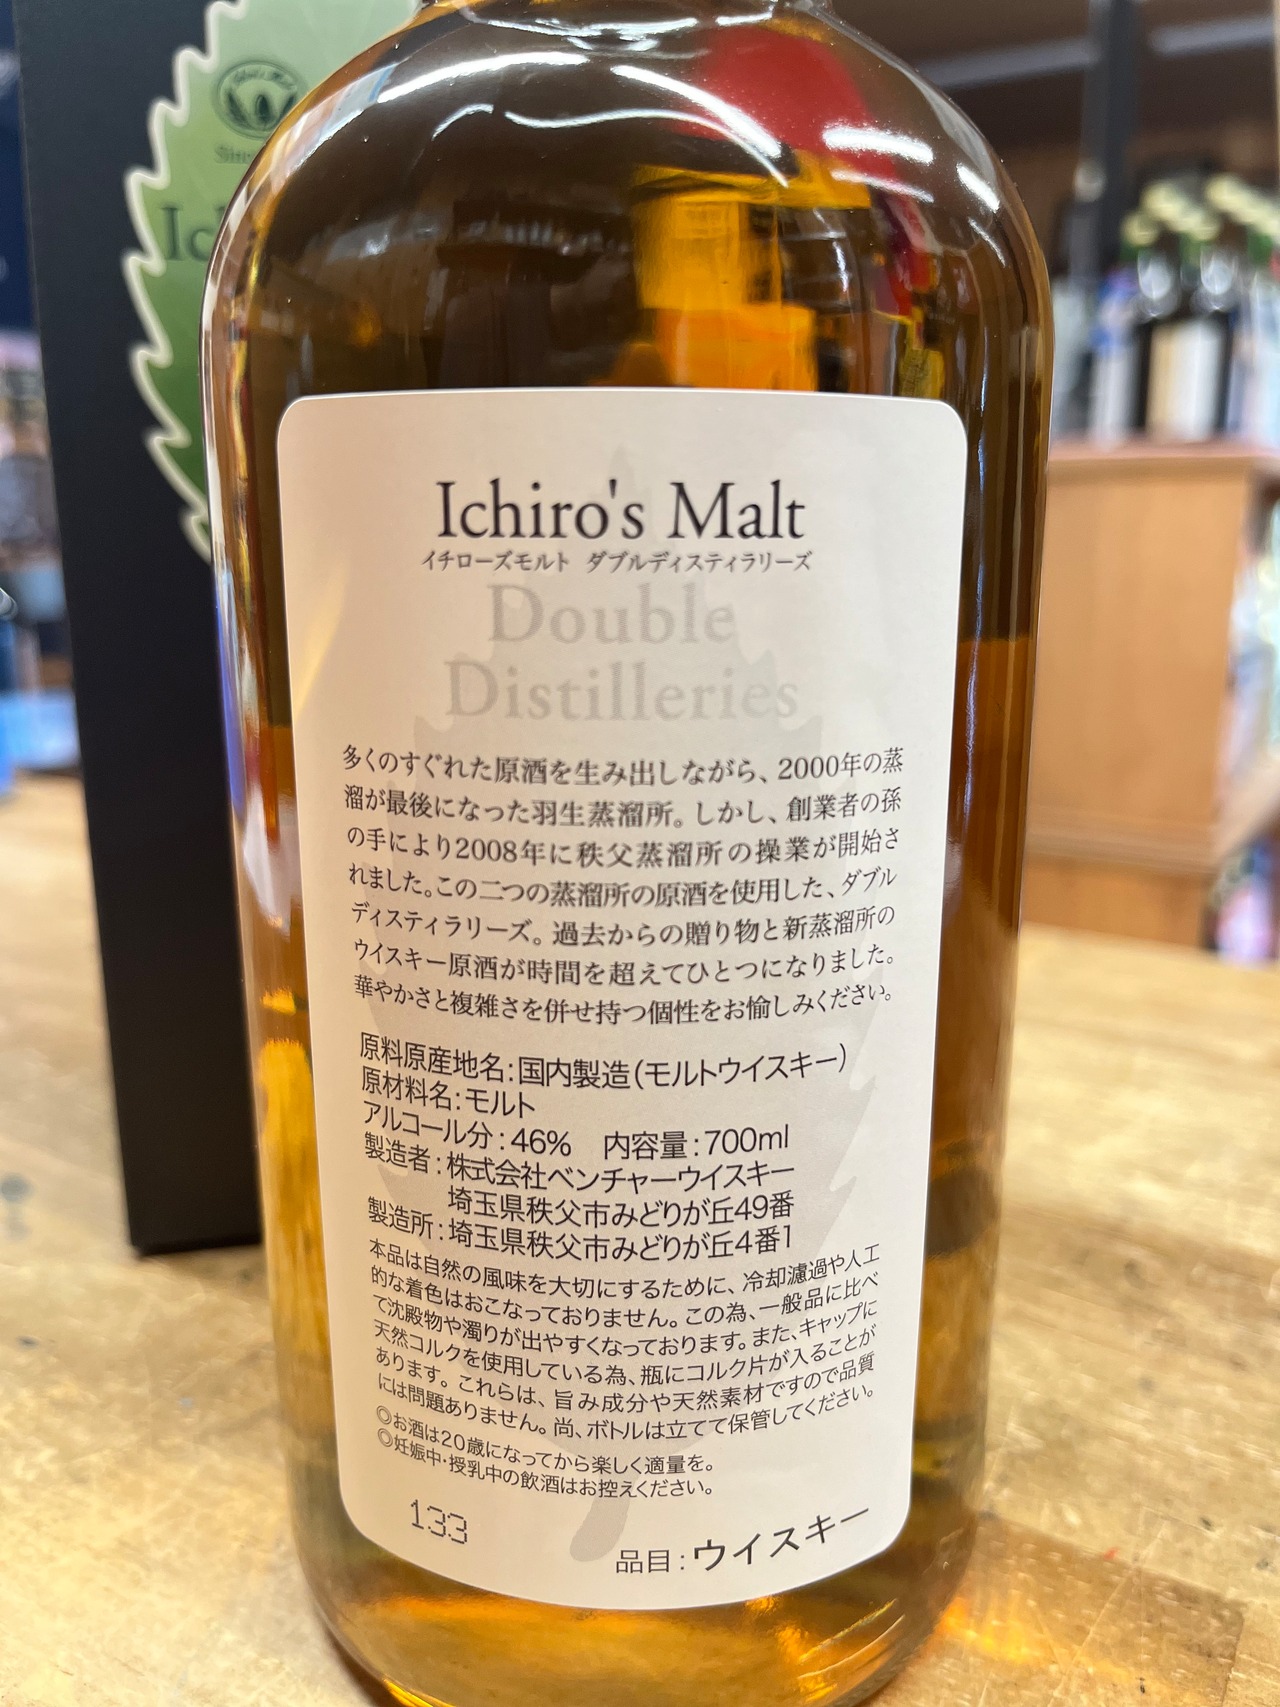 Ichiro's Malt
イチローズモルト ダブルディスティラリーズ
Double
Distilleries
多くのすぐれた原酒を生み出しながら、2000年の蒸
溜が最後になった羽生蒸溜所。しかし、創業者の孫
の手により2008年に秩父蒸溜所の操業が開始さ
れました。この二つの蒸溜所の原酒を使用した、ダブル
ディスティラリーズ。過去からの贈り物と新蒸溜所の
ウイスキー原酒が時間を超えてひとつになりました。
華やかさと複雑さを併せ持つ個性をお愉しみください。
原料原産地名:国内製造(モルトウイスキー)
原材料名:モルト
アルコール分:46% 内容量:700ml
製造者:株式会社ベンチャーウイスキー
埼玉県秩父市みどりが丘49番
製造所:埼玉県秩父市みどりが丘4番1
本品は自然の風味を大切にするために、冷却濾過や人工
的な着色はおこなっておりません。この為、一般品に比べ
て沈殿物や濁りが出やすくなっております。また、キャップに
天然コルクを使用している為、瓶にコルク片が入ることが
あります。これらは、旨み成分や天然素材ですので品質
には問題ありません。尚、ボトルは立てて保管してください。
◎お酒は20歳になってから楽しく適量を。
◎妊娠中・授乳中の飲酒はお控えください。
133
品目:ウイスキー